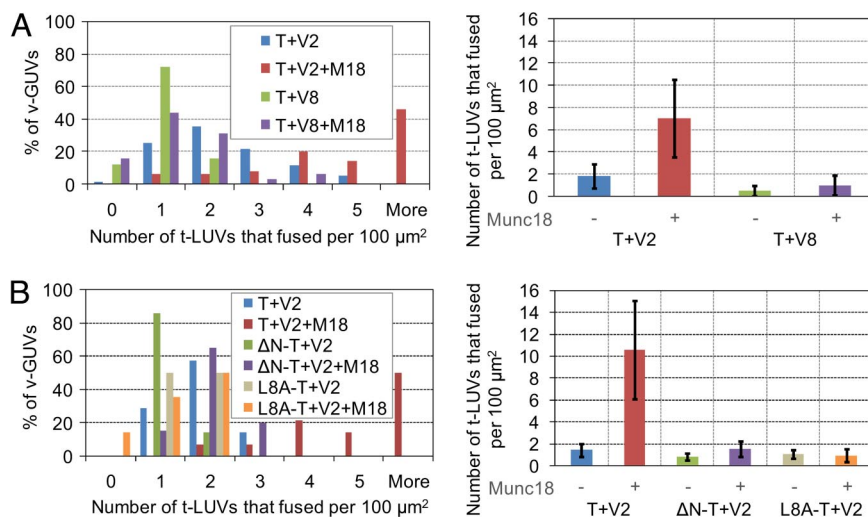 A
100
80
60
40
20
0
% of v-GUVs
T+V2
T+V2+M18
T+V8
T+V8+M18
0 1 2 3 4 5 More
Number of t-LUVs that fused per 100 µm²
16
14
12
10
8
6
4
2
0
Number of t-LUVs that fused
per 100 µm²
Munc18 - + - +
T+V2 T+V8
B
100
80
60
40
20
0
% of v-GUVs
T+V2
T+V2+M18
ΔN-T+V2
ΔN-T+V2+M18
L8A-T+V2
L8A-T+V2+M18
0 1 2 3 4 5 More
Number of t-LUVs that fused per 100 µm²
16
14
12
10
8
6
4
2
0
Number of t-LUVs that fused
per 100 µm²
Munc18 - + - + - +
T+V2 ΔN-T+V2 L8A-T+V2